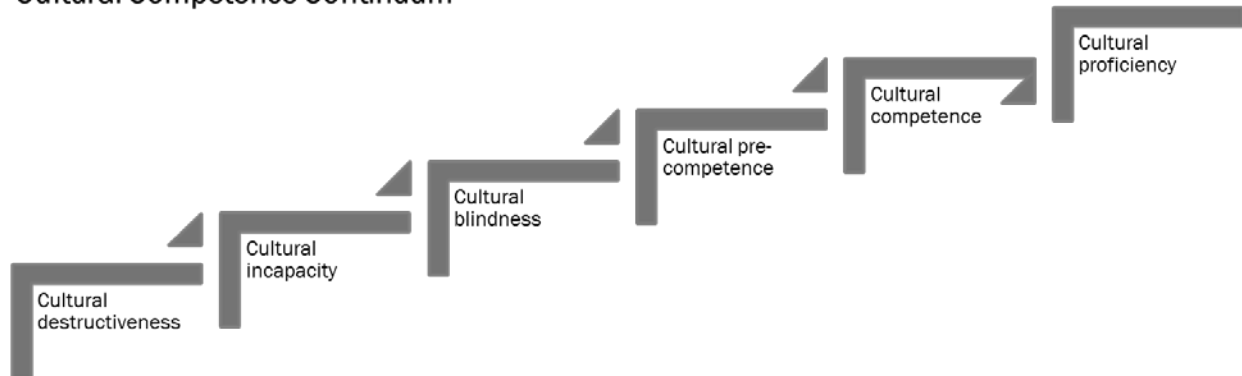 Cultural Competence Continuum
Cultural
proficiency
Cultural
competence
Cultural pre-
competence
Cultural
blindness
Cultural
incapacity
Cultural
destructiveness